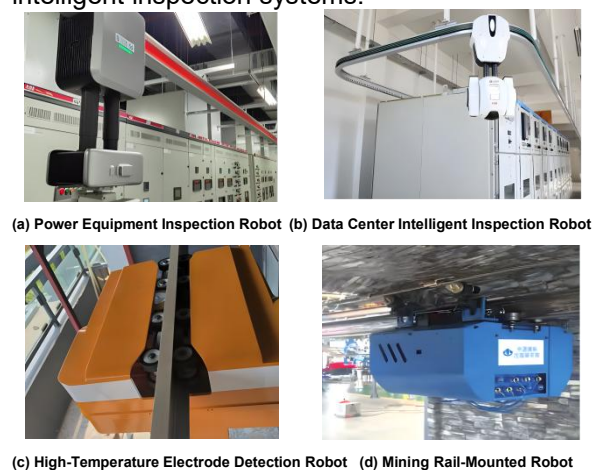 intelligent inspection systems.
(a) Power Equipment Inspection Robot (b) Data Center Intelligent Inspection Robot
(c) High-Temperature Electrode Detection Robot (d) Mining Rail-Mounted Robot